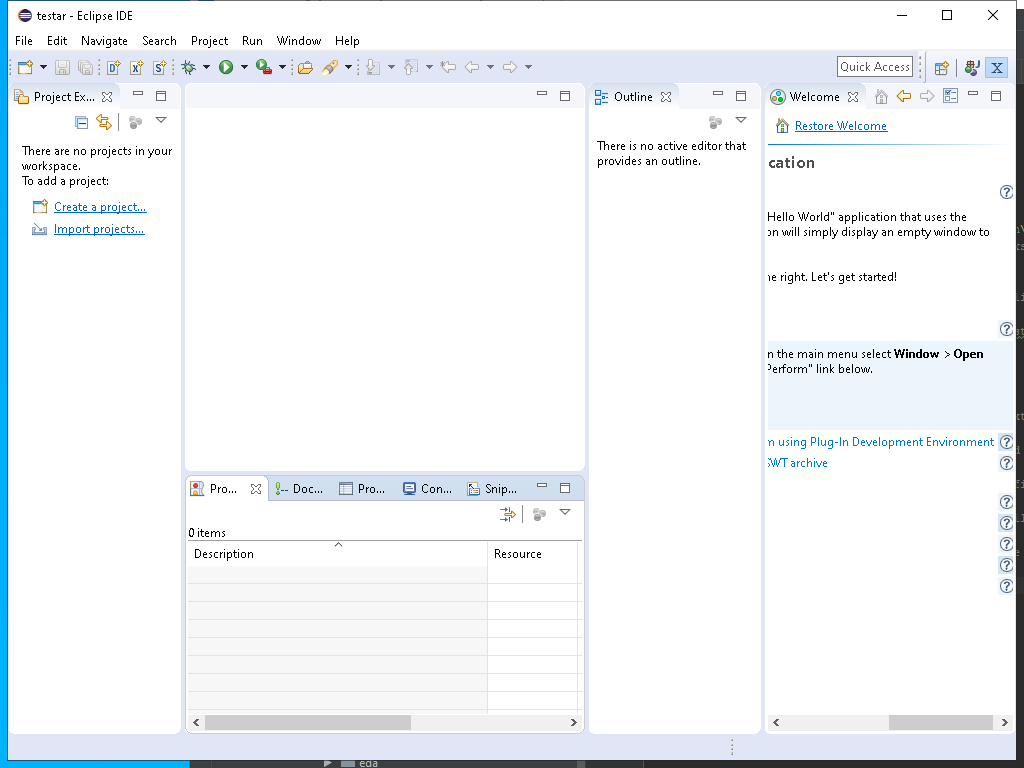 testar - Eclipse IDE
File Edit Navigate Search Project Run Window Help
Quick Access
Project Ex...
There are no projects in your
workspace.
To add a project:
Create a project...
Import projects...
Outline
There is no active editor that
provides an outline.
Welcome
Restore Welcome
cation
Hello World" application that uses the
on will simply display an empty window to
he right. Let's get started!
n the main menu select Window > Open
Perform" link below.
m using Plug-In Development Environment
SWT archive
Pro... Doc... Pro... Con... Snip...
0 items
Description Resource
eda